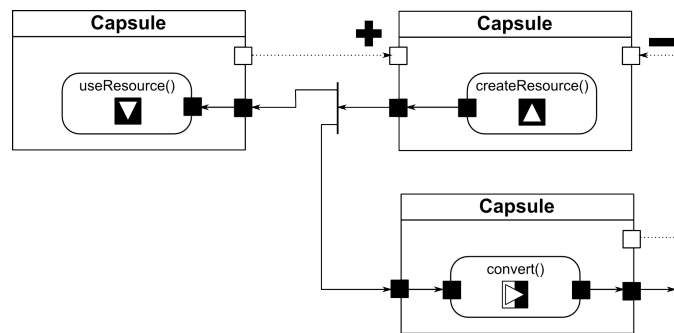 Capsule
Capsule
useResource()
createResource()
Capsule
convert()